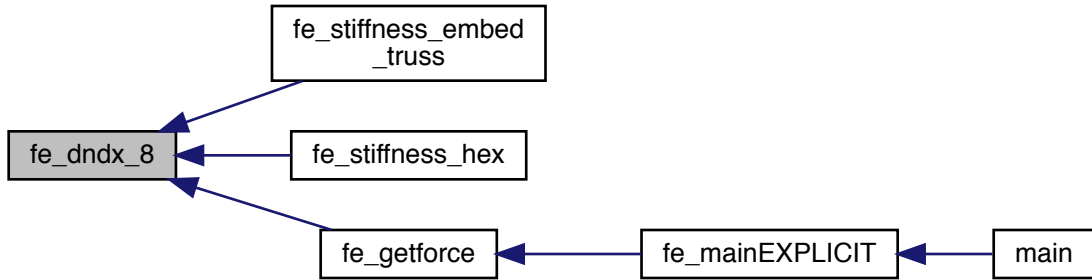 fe_stiffness_embed
_truss
fe_dndx_8
fe_stiffness_hex
fe_getforce
fe_mainEXPLICIT
main